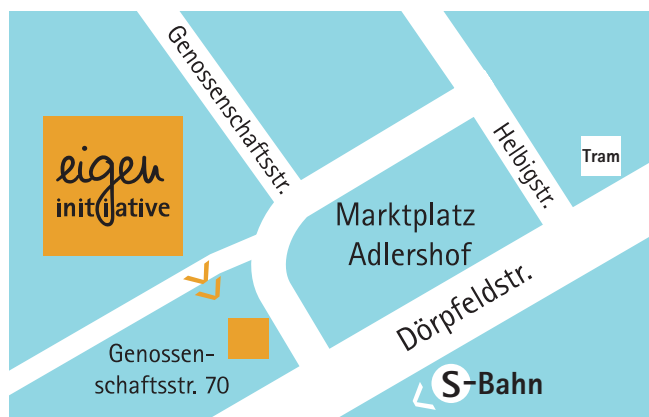 Genossenschaftsstr.
eigen
initiative
Helbigstr.
Tram
Marktplatz
Adlershof
Dörpfeldstr.
Genossen-
schaftsstr. 70
S-Bahn